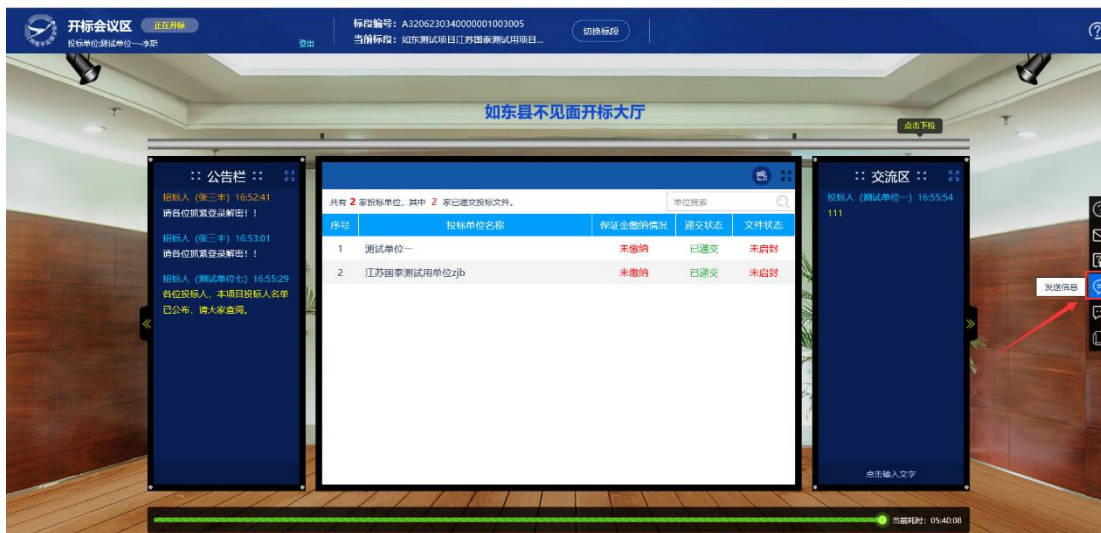 开标会议区 正在开标
投标单位:测试单位一--李斯 登出
标段编号：A3206230340000001003005
当前标段：如东测试项目江苏国泰测试用项目...
切换标段
如东县不见面开标大厅
点击下拉
:: 公告栏 ::
招标人（张三丰）16:52:41
请各位抓紧登录解密！！
招标人（张三丰）16:53:01
请各位抓紧登录解密！！
招标人（测试单位七）16:55:29
各位投标人，本项目投标人名单
已公布，请大家查阅。
共有 2 家投标单位，其中 2 家已递交投标文件。 单位搜索
序号 投标单位名称 保证金缴纳情况 递交状态 文件状态
1 测试单位一 未缴纳 已递交 未启封
2 江苏国泰测试用单位zjb 未缴纳 已递交 未启封
:: 交流区 ::
投标人（测试单位一）16:55:54
111
点击输入文字
发送信息
当前耗时：05:40:08